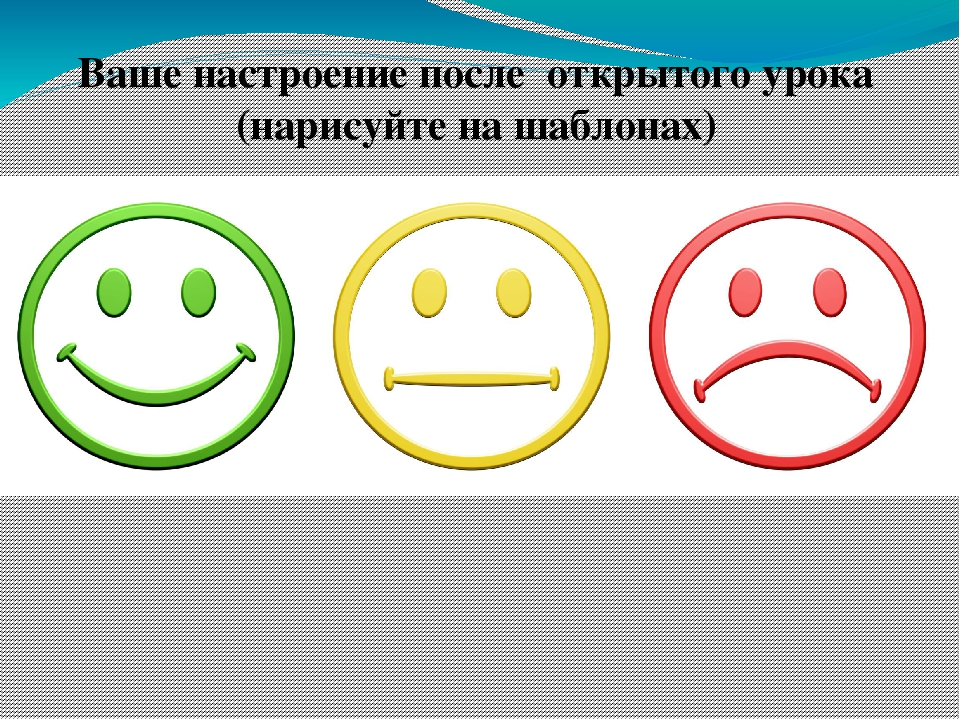 Ваше настроение после открытого урока
(нарисуйте на шаблонах)